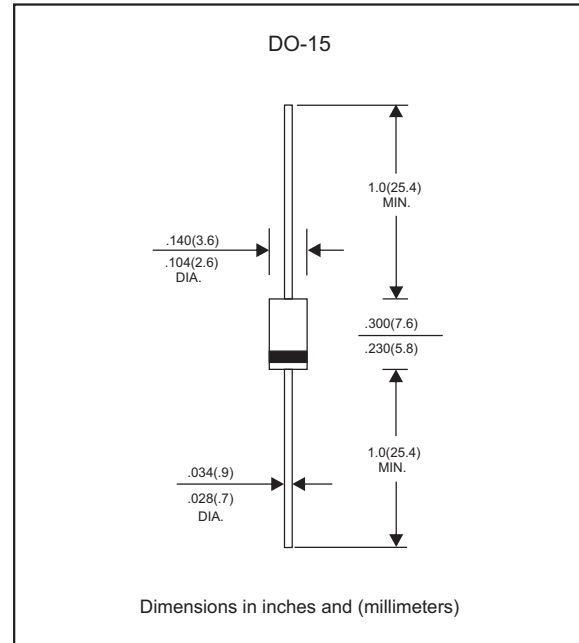 DO-15
1.0(25.4)
MIN.
.140(3.6)
.104(2.6)
DIA.
.300(7.6)
.230(5.8)
1.0(25.4)
MIN.
.034(.9)
.028(.7)
DIA.
Dimensions in inches and (millimeters)